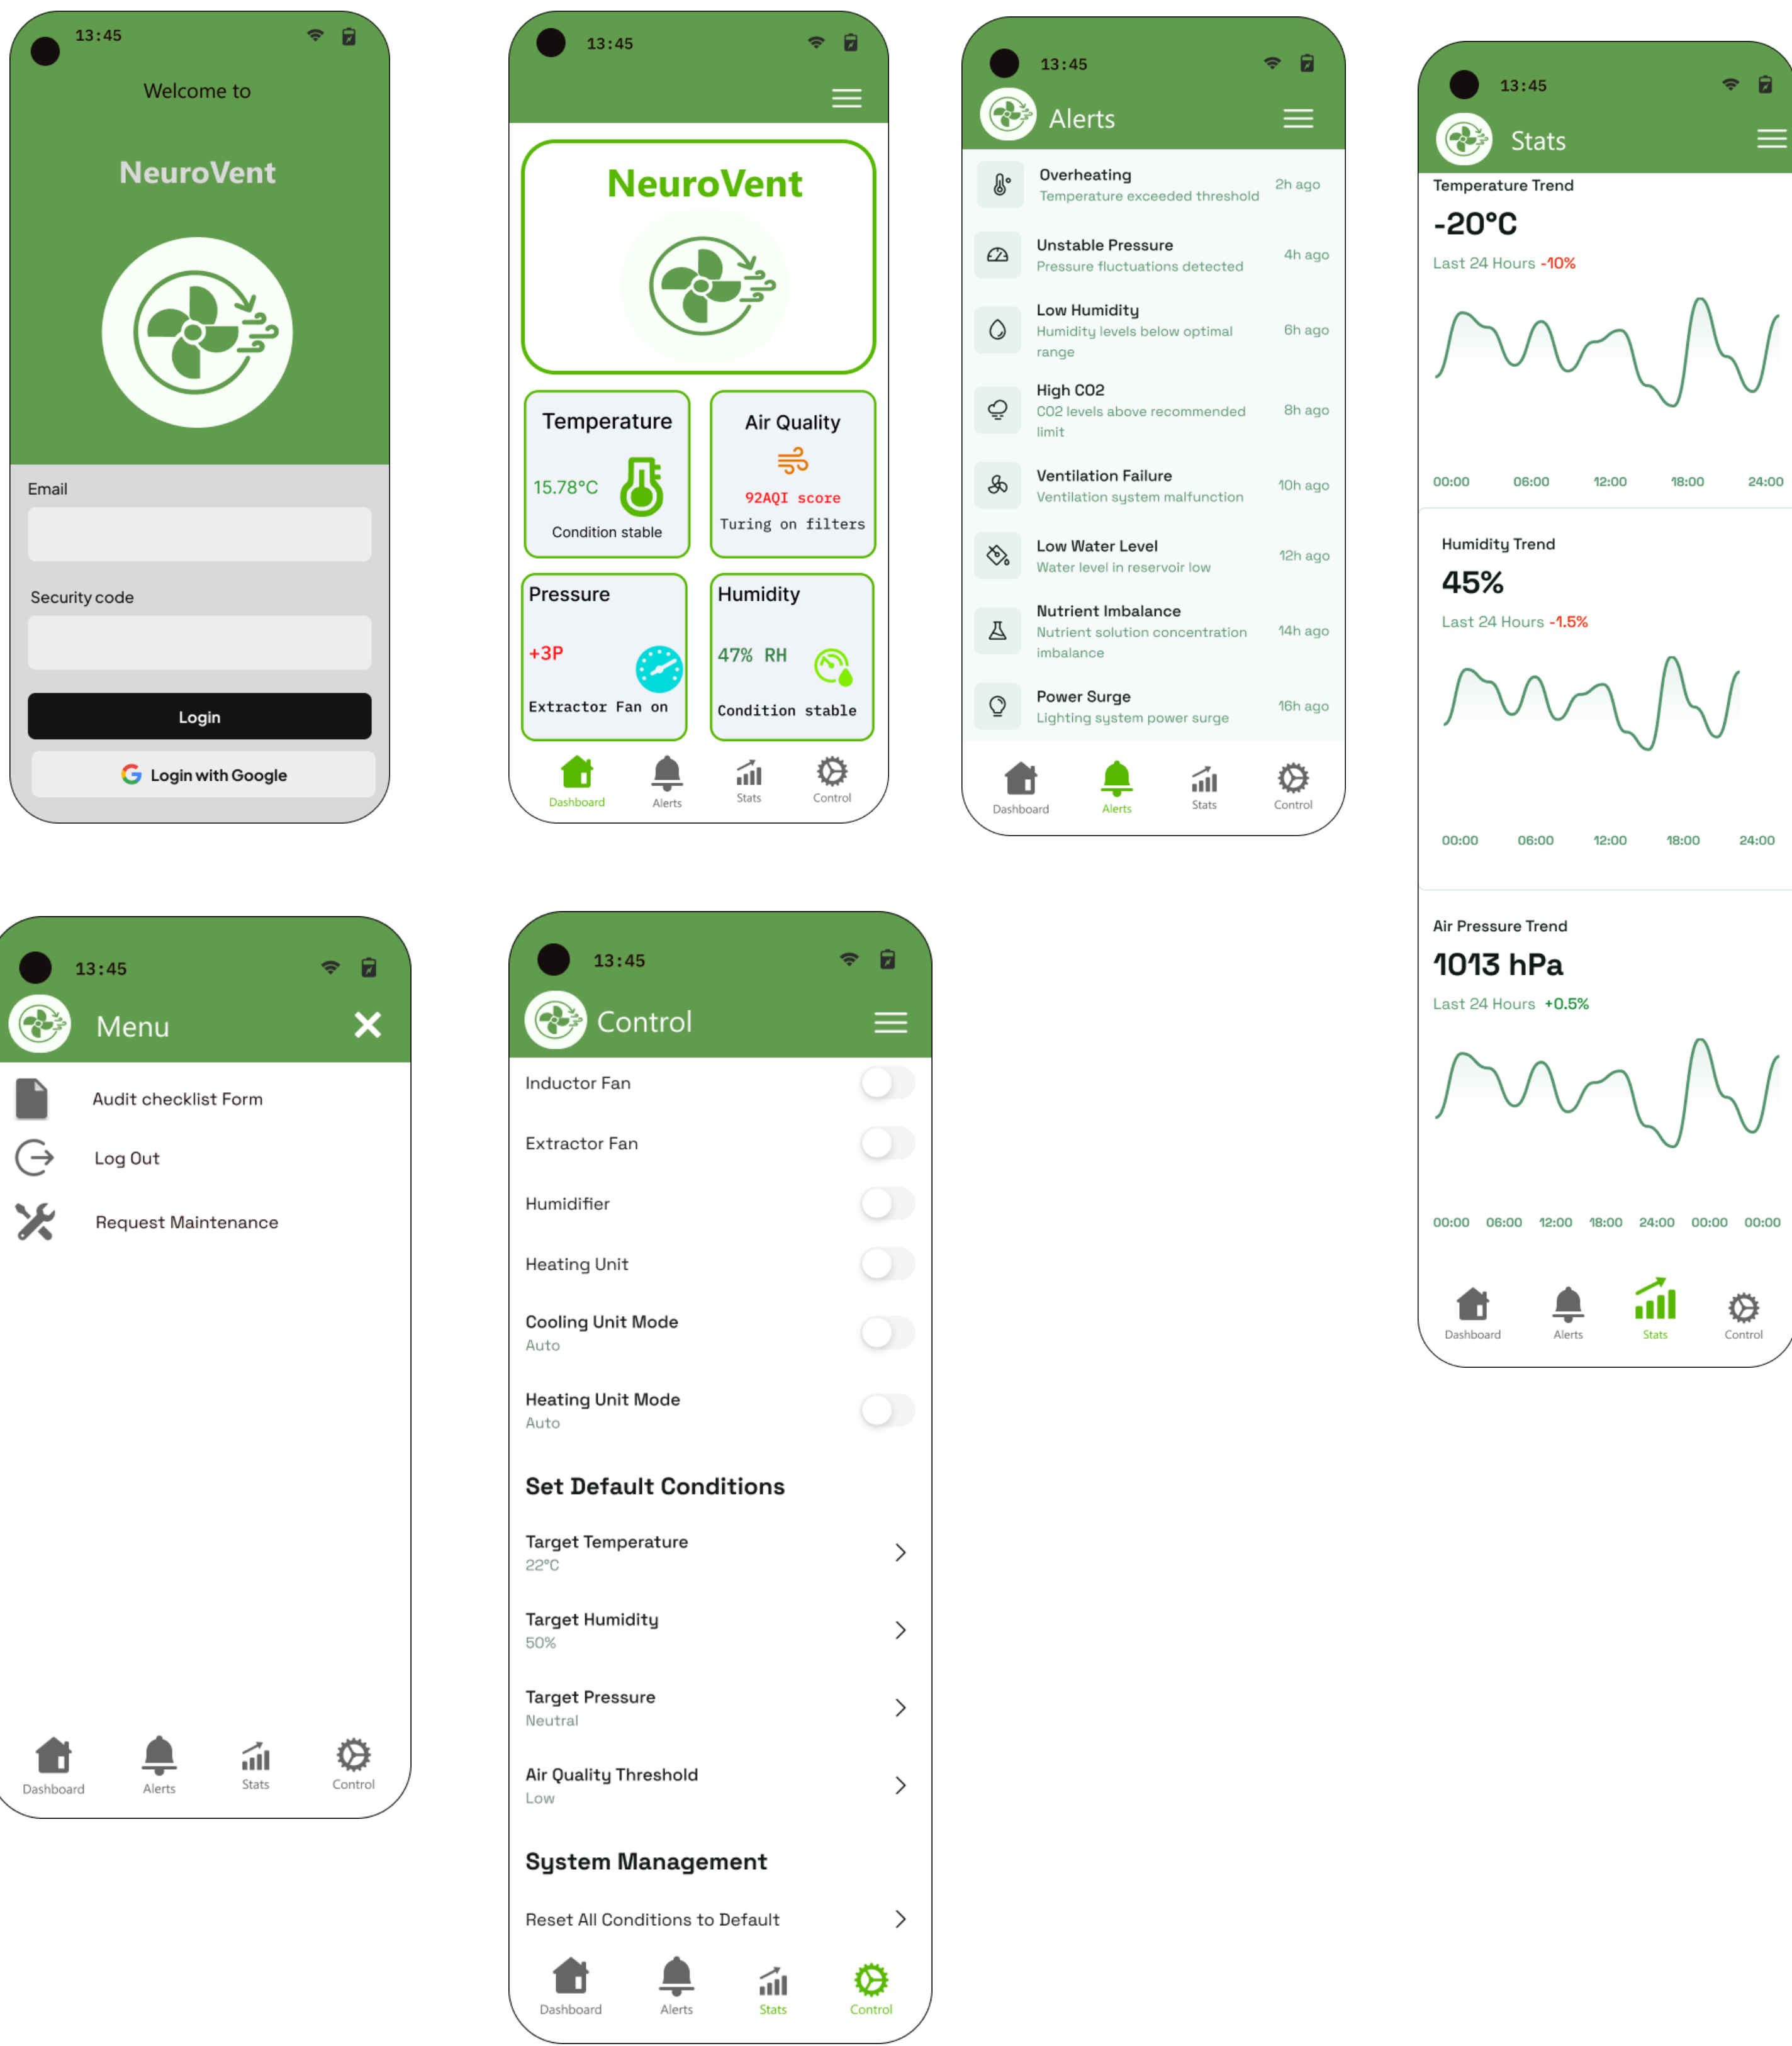 13:45
Welcome to
NeuroVent
Email
Security code
Login
Login with Google
13:45
NeuroVent
Temperature
15.78°C
Condition stable
Air Quality
92AQI score
Turing on filters
Pressure
+3P
Extractor Fan on
Humidity
47% RH
Condition stable
Dashboard
Alerts
Stats
Control
13:45
Alerts
Overheating
Temperature exceeded threshold
2h ago
Unstable Pressure
Pressure fluctuations detected
4h ago
Low Humidity
Humidity levels below optimal
range
6h ago
High CO2
CO2 levels above recommended
limit
8h ago
Ventilation Failure
Ventilation system malfunction
10h ago
Low Water Level
Water level in reservoir low
12h ago
Nutrient Imbalance
Nutrient solution concentration
imbalance
14h ago
Power Surge
Lighting system power surge
16h ago
Dashboard
Alerts
Stats
Control
13:45
Stats
Temperature Trend
-20°C
Last 24 Hours -10%
00:00 06:00 12:00 18:00 24:00
Humidity Trend
45%
Last 24 Hours -1.5%
00:00 06:00 12:00 18:00 24:00
Air Pressure Trend
1013 hPa
Last 24 Hours +0.5%
00:00 06:00 12:00 18:00 24:00 00:00 00:00
Dashboard
Alerts
Stats
Control
13:45
Menu
Audit checklist Form
Log Out
Request Maintenance
Dashboard
Alerts
Stats
Control
13:45
Control
Inductor Fan
Extractor Fan
Humidifier
Heating Unit
Cooling Unit Mode
Auto
Heating Unit Mode
Auto
Set Default Conditions
Target Temperature
22°C
Target Humidity
50%
Target Pressure
Neutral
Air Quality Threshold
Low
System Management
Reset All Conditions to Default
Dashboard
Alerts
Stats
Control